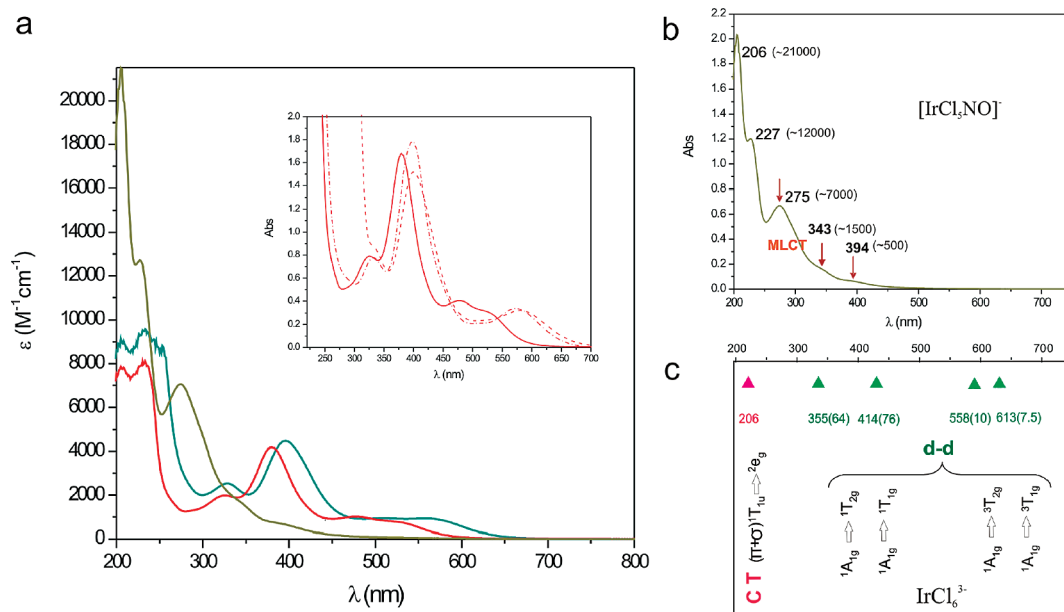 a
ε (M⁻¹cm⁻¹)
20000
18000
16000
14000
12000
10000
8000
6000
4000
2000
0
200 300 400 500 600 700 800
λ (nm)
Abs
2.0
1.8
1.6
1.4
1.2
1.0
0.8
0.6
0.4
0.2
0.0
250 300 350 400 450 500 550 600 650 700
λ (nm)
b
Abs
2.2
2.0
1.8
1.6
1.4
1.2
1.0
0.8
0.6
0.4
0.2
0.0
206 (~21000)
[IrCl₅NO]⁻
227 (~12000)
275 (~7000)
343 (~1500)
MLCT
394 (~500)
200 300 400 500 600 700
λ (nm)
c
200 300 400 500 600 700
206 355(64) 414(76) 558(10) 613(7.5)
d-d
C T (π+σ)¹T₁u ⇨ ²eg
¹A₁g ⇨ ¹T₂g
¹A₁g ⇨ ¹T₁g
¹A₁g ⇨ ³T₂g
¹A₁g ⇨ ³T₁g
IrCl₆³⁻